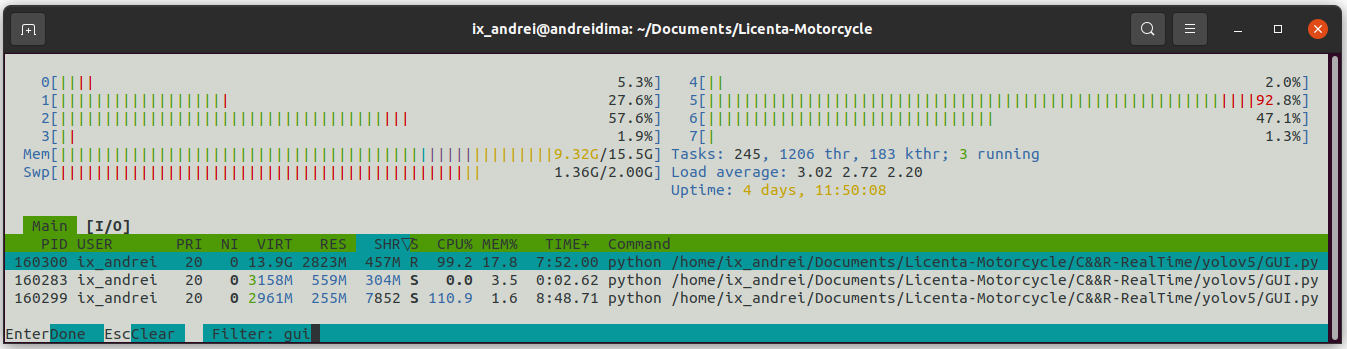 ix_andrei@andreidima: ~/Documents/Licenta-Motorcycle
0[|||| 5.3%] 4[|| 2.0%]
1[||||||||||||||||||| 27.6%] 5[|||||||||||||||||||||||||||||||||||||||||||||||||||||||||||||92.8%]
2[||||||||||||||||||||||||||||||||||||||| 57.6%] 6[|||||||||||||||||||||||||||||||| 47.1%]
3[|| 1.9%] 7[| 1.3%]
Mem[|||||||||||||||||||||||||||||||||||||||||||||||||||||||9.32G/15.5G] Tasks: 245, 1206 thr, 183 kthr; 3 running
Swp[||||||||||||||||||||||||||||||||||||||||||||||| 1.36G/2.00G] Load average: 3.02 2.72 2.20
Uptime: 4 days, 11:50:08
Main [I/O]
PID USER PRI NI VIRT RES SHR▽S CPU% MEM% TIME+ Command
160300 ix_andrei 20 0 13.9G 2823M 457M R 99.2 17.8 7:52.00 python /home/ix_andrei/Documents/Licenta-Motorcycle/C&&R-RealTime/yolov5/GUI.py
160283 ix_andrei 20 0 3158M 559M 304M S 0.0 3.5 0:02.62 python /home/ix_andrei/Documents/Licenta-Motorcycle/C&&R-RealTime/yolov5/GUI.py
160299 ix_andrei 20 0 2961M 255M 7852 S 110.9 1.6 8:48.71 python /home/ix_andrei/Documents/Licenta-Motorcycle/C&&R-RealTime/yolov5/GUI.py
EnterDone EscClear Filter: gui